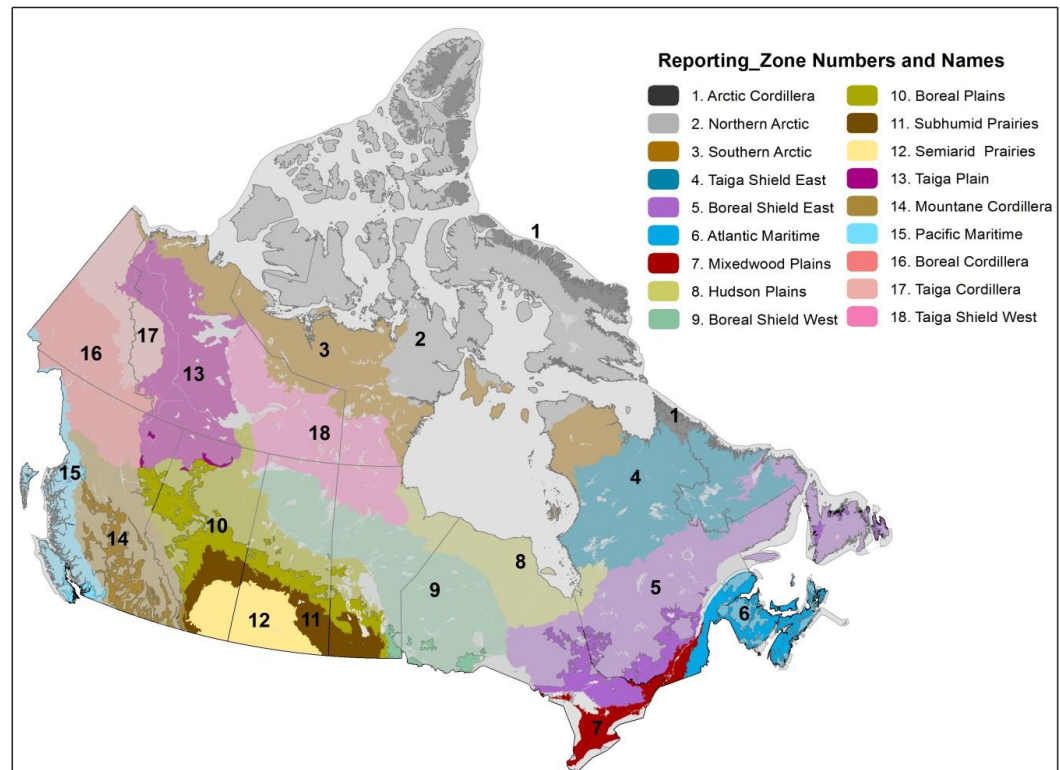 Reporting_Zone Numbers and Names
1. Arctic Cordillera
2. Northern Arctic
3. Southern Arctic
4. Taiga Shield East
5. Boreal Shield East
6. Atlantic Maritime
7. Mixedwood Plains
8. Hudson Plains
9. Boreal Shield West
10. Boreal Plains
11. Subhumid Prairies
12. Semiarid Prairies
13. Taiga Plain
14. Mountane Cordillera
15. Pacific Maritime
16. Boreal Cordillera
17. Taiga Cordillera
18. Taiga Shield West
1
2
17
3
16
13
1
18
15
4
10
14
8
9
5
12
11
6
7